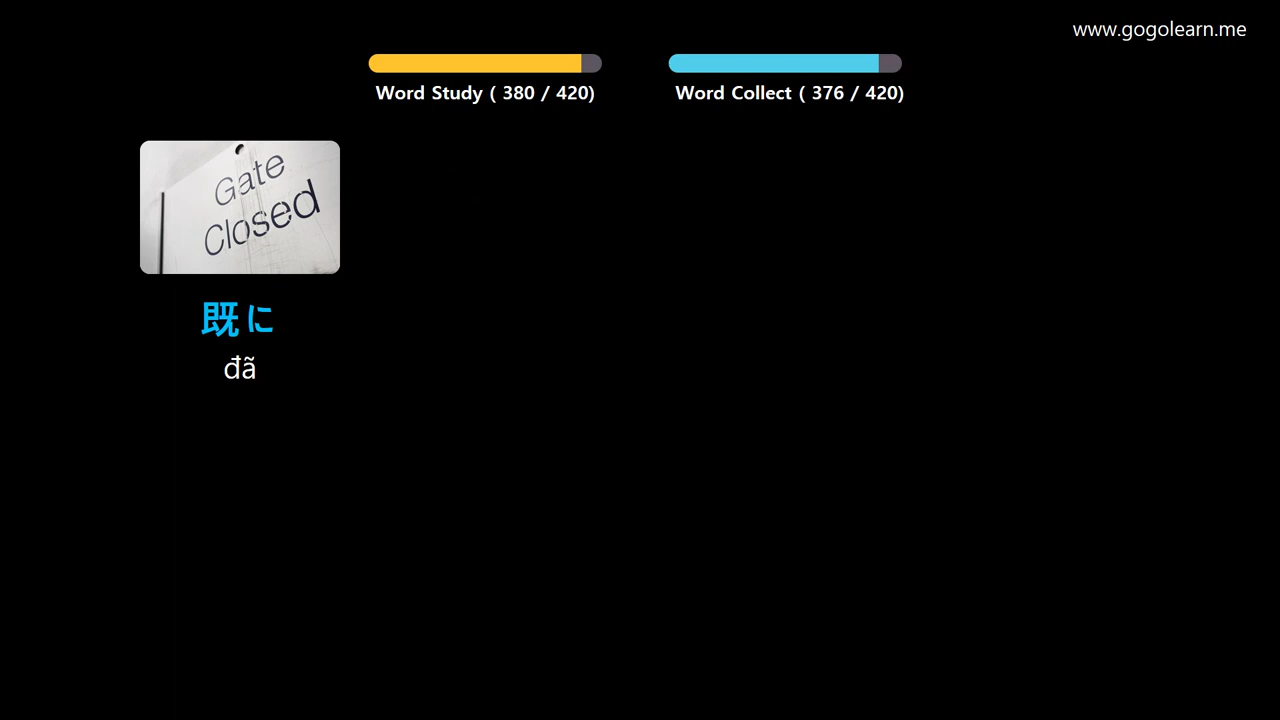 www.gogolearn.me
Word Study ( 380 / 420)
Word Collect ( 376 / 420)
Gate
Closed
既に
đã